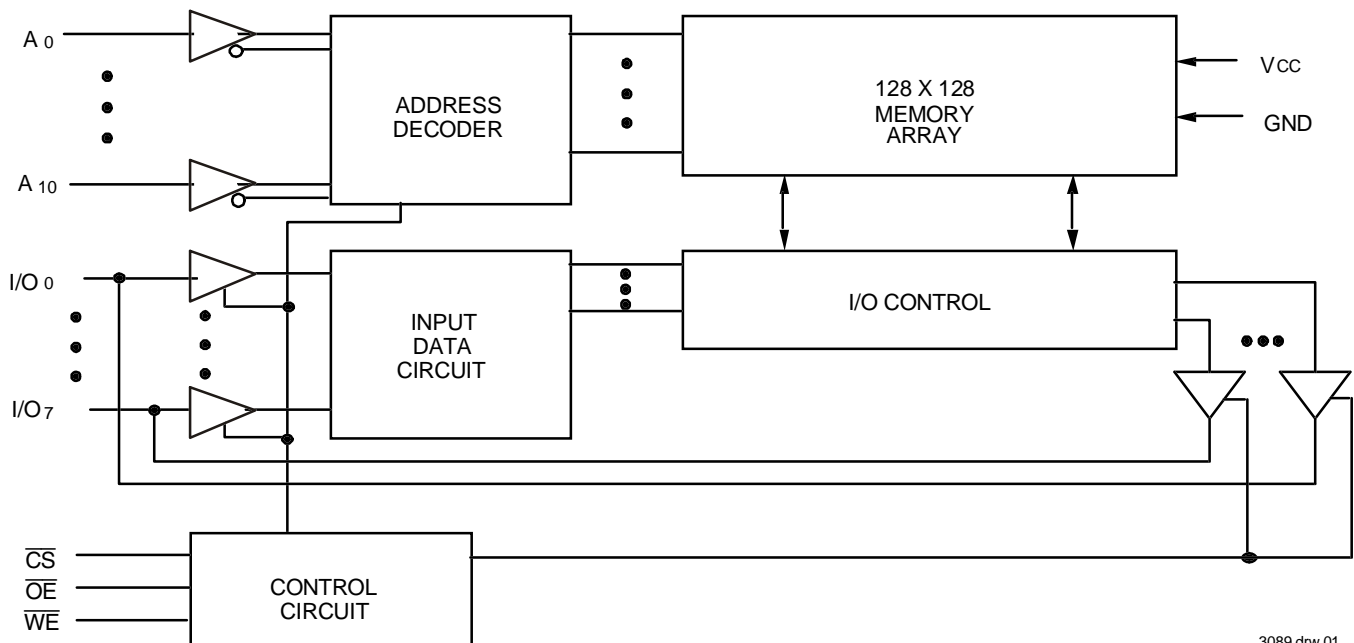 A 0
ADDRESS
DECODER
128 X 128
MEMORY
ARRAY
VCC
GND
A 10
I/O 0
INPUT
DATA
CIRCUIT
I/O CONTROL
I/O 7
CS
OE
WE
CONTROL
CIRCUIT
3089 drw 01